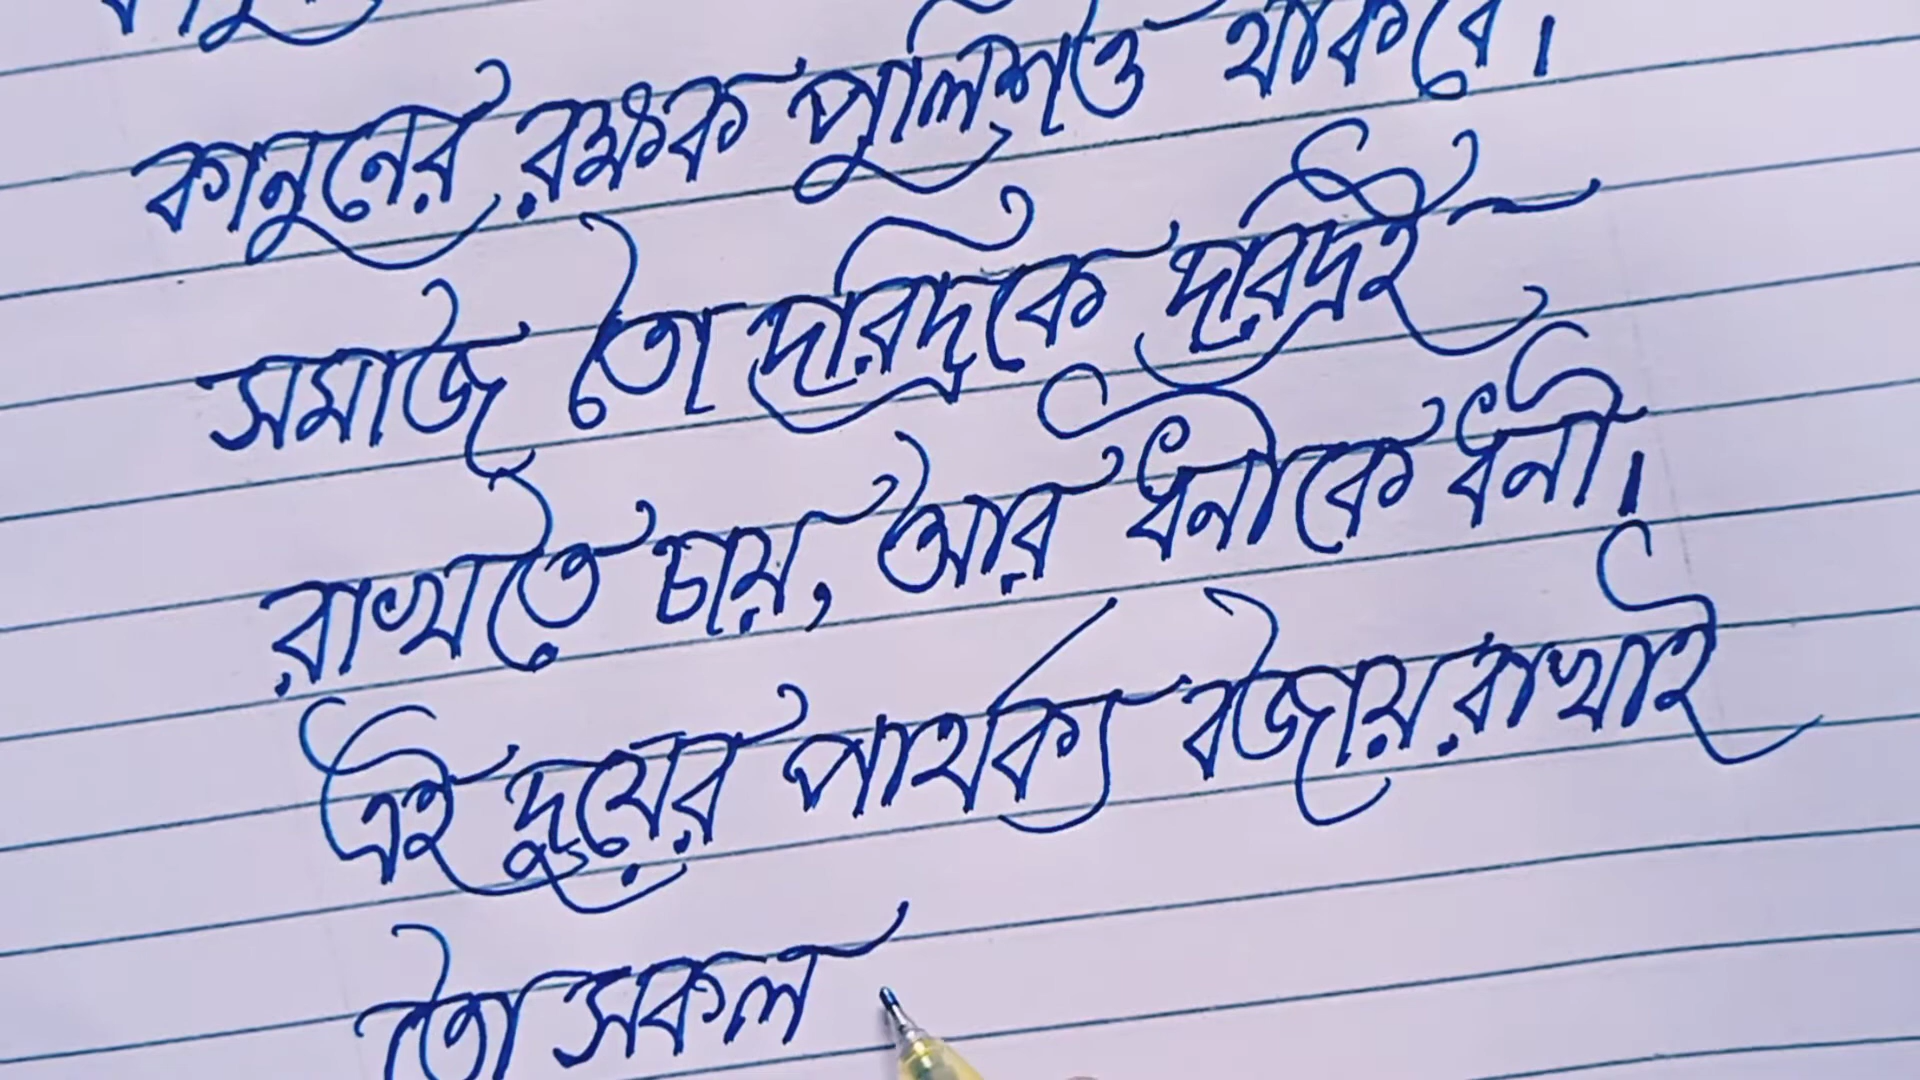 কানুনের রক্ষক পুলিশও থাকবে।
সমাজ তো দরিদ্রকে দরিদ্রই
রাখতে চায়, আর ধনীকে ধনী।
এই দুয়ের পার্থক্য বজায় রাখাই
তো সকল